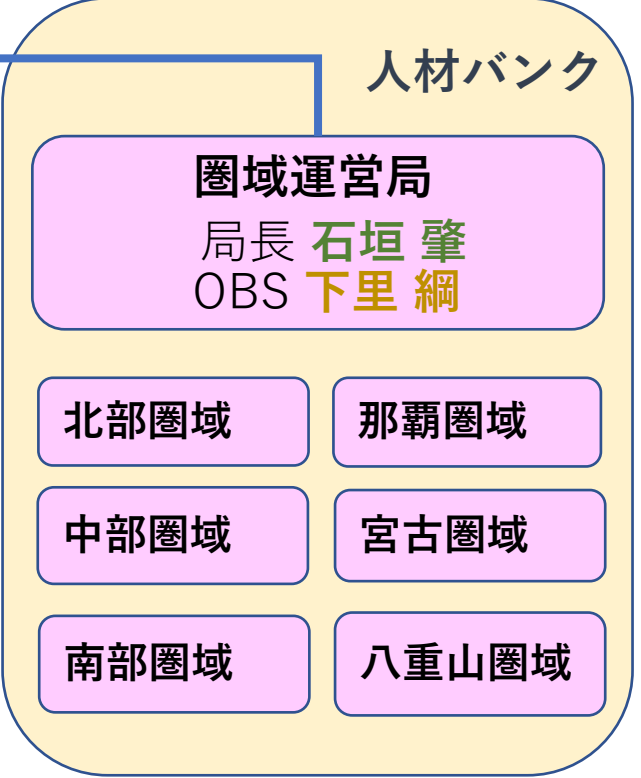 人材バンク
圏域運営局
局長 石垣 肇
OBS 下里 綱
北部圏域
那覇圏域
中部圏域
宮古圏域
南部圏域
八重山圏域